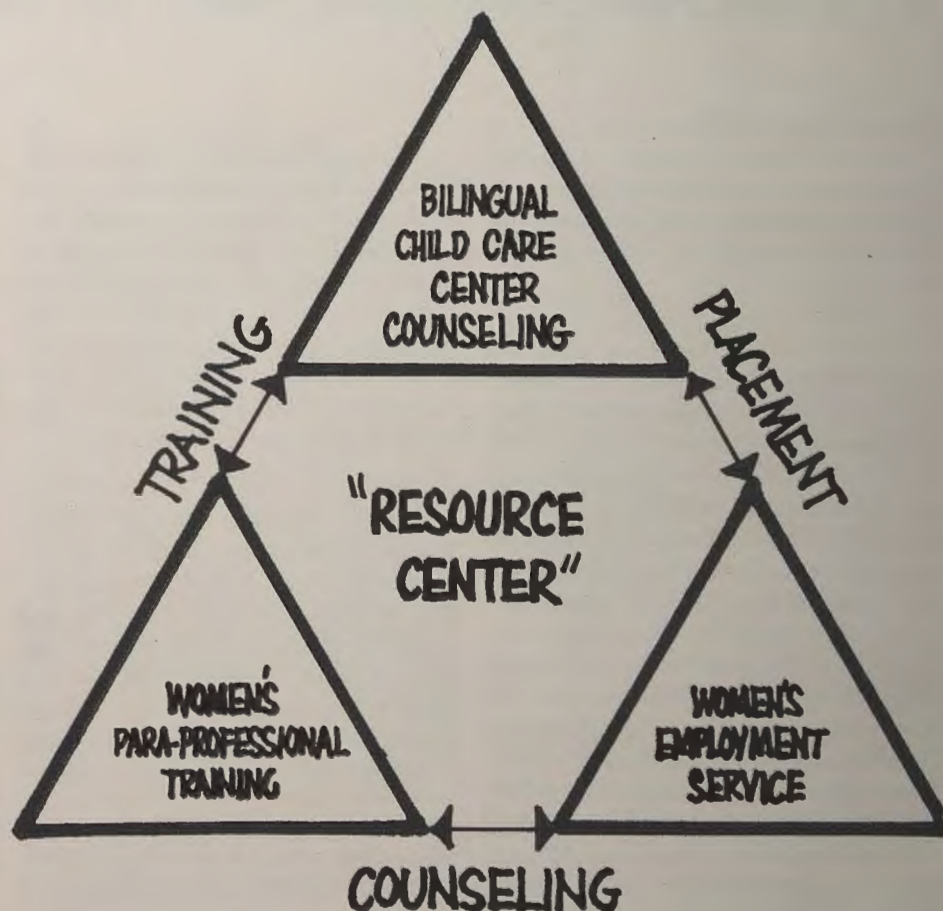 BILINGUAL
CHILD CARE
CENTER
COUNSELING
TRAINING
PLACEMENT
"RESOURCE
CENTER"
WOMEN'S
PARA-PROFESSIONAL
TRAINING
WOMEN'S
EMPLOYMENT
SERVICE
COUNSELING